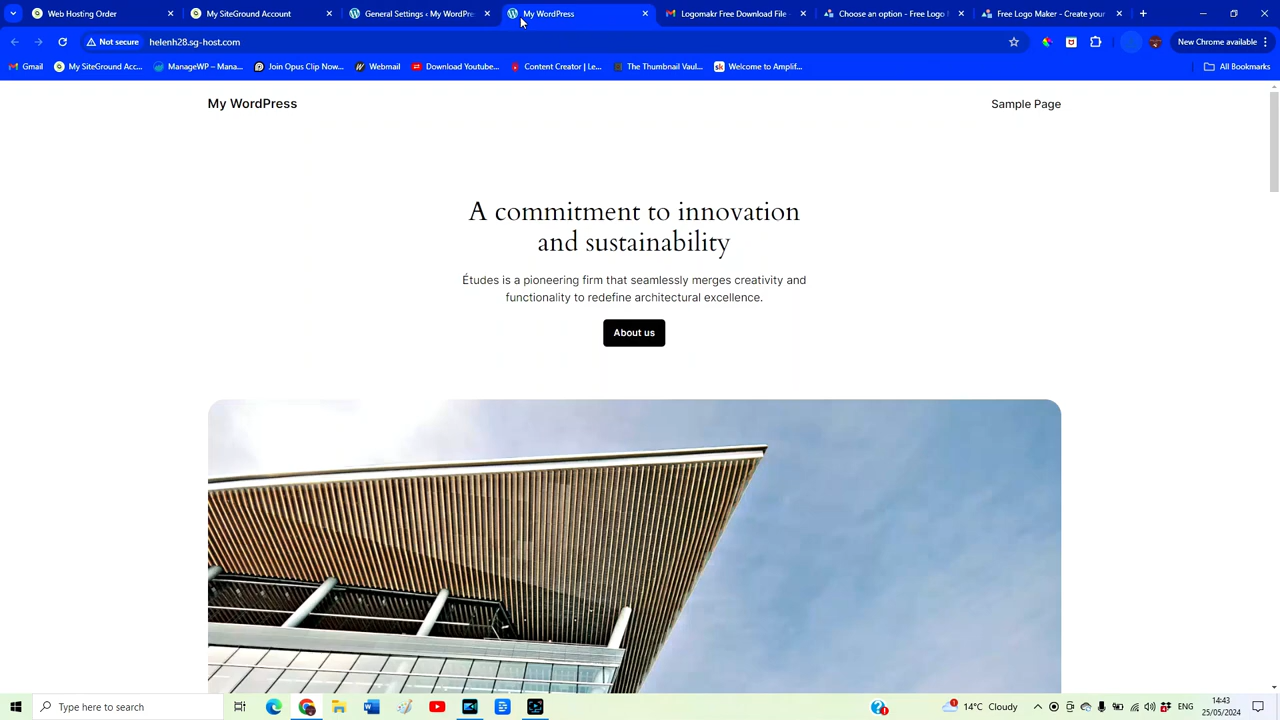 Web Hosting Order
My SiteGround Account
General Settings ‹ My WordPre
My WordPress
Logomakr Free Download File -
Choose an option - Free Logo
Free Logo Maker - Create your
Not secure
helenh28.sg-host.com
New Chrome available
Gmail
My SiteGround Acc...
ManageWP – Mana...
Join Opus Clip Now...
Webmail
Download Youtube...
Content Creator | Le...
The Thumbnail Vaul...
Welcome to Amplif...
All Bookmarks
My WordPress
Sample Page
A commitment to innovation
and sustainability
Études is a pioneering firm that seamlessly merges creativity and
functionality to redefine architectural excellence.
About us
Type here to search
14°C Cloudy
ENG
14:43
25/05/2024